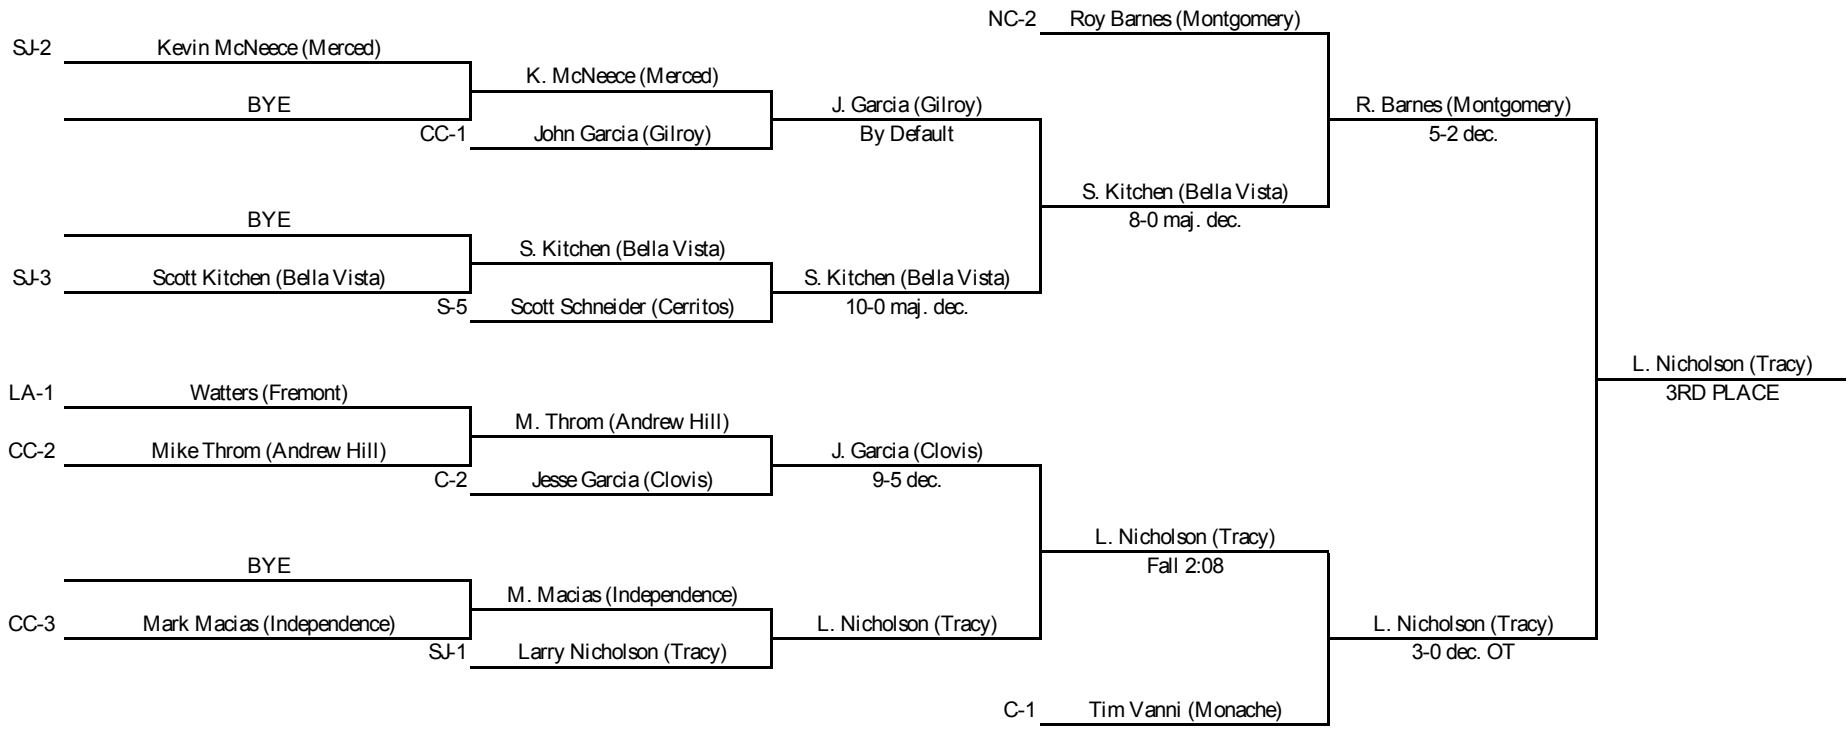 NC-2 Roy Barnes (Montgomery)
SJ-2 Kevin McNeece (Merced)
K. McNeece (Merced)
BYE
J. Garcia (Gilroy)
R. Barnes (Montgomery)
CC-1 John Garcia (Gilroy)
By Default
5-2 dec.
S. Kitchen (Bella Vista)
BYE
8-0 maj. dec.
S. Kitchen (Bella Vista)
SJ-3 Scott Kitchen (Bella Vista)
S. Kitchen (Bella Vista)
S-5 Scott Schneider (Cerritos)
10-0 maj. dec.
L. Nicholson (Tracy)
3RD PLACE
LA-1 Watters (Fremont)
M. Throm (Andrew Hill)
CC-2 Mike Throm (Andrew Hill)
J. Garcia (Clovis)
C-2 Jesse Garcia (Clovis)
9-5 dec.
L. Nicholson (Tracy)
BYE
Fall 2:08
M. Macias (Independence)
CC-3 Mark Macias (Independence)
L. Nicholson (Tracy)
L. Nicholson (Tracy)
SJ-1 Larry Nicholson (Tracy)
3-0 dec. OT
C-1 Tim Vanni (Monache)